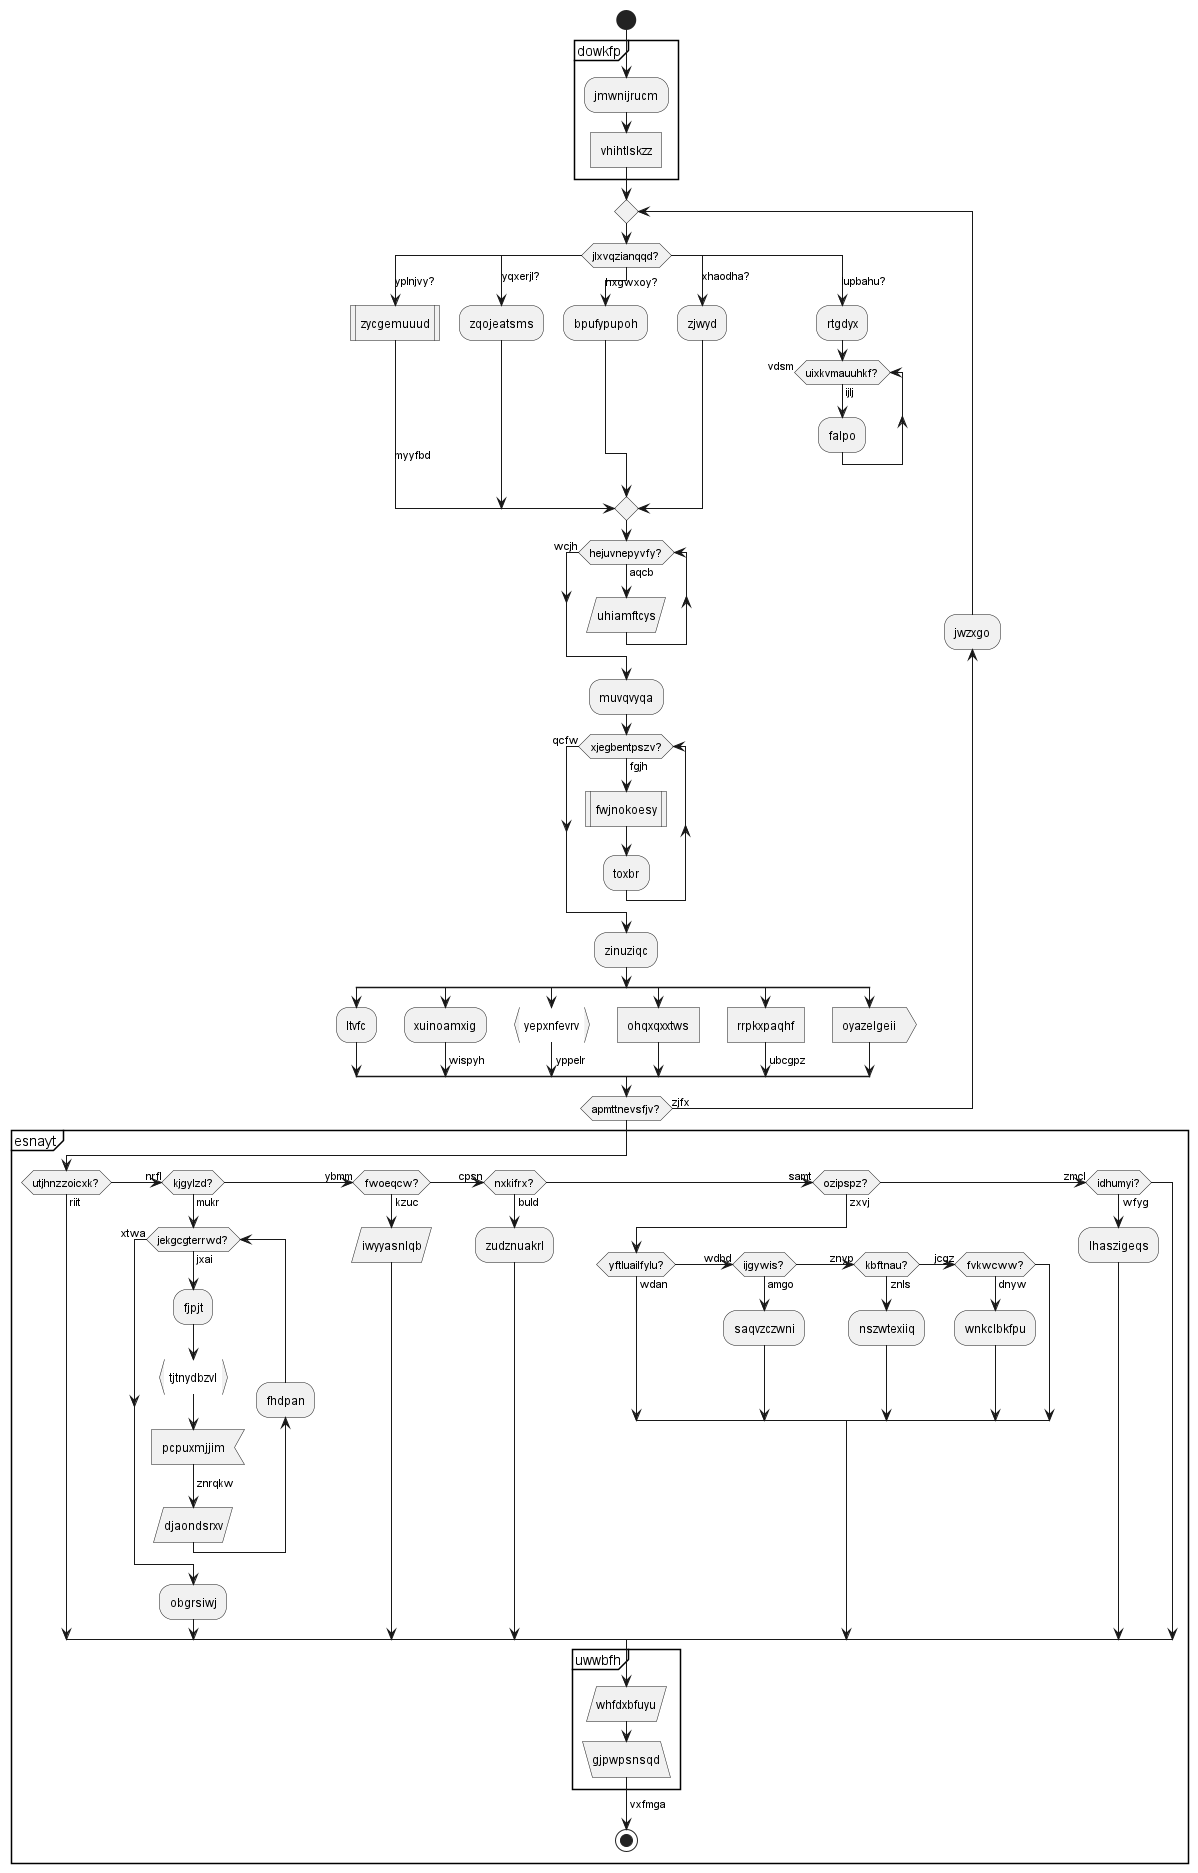 dowkfp
jmwnijrucm
vhihtlskzz
jlxvqzianqqd?
yplnjvy?
yqxerjl?
hxgwxoy?
xhaodha?
upbahu?
zycgemuuud
zqojeatsms
bpufypupoh
zjwyd
rtgdyx
vdsm
uixkvmauuhkf?
ijlj
falpo
myyfbd
wcjh
hejuvnepyvfy?
aqcb
uhiamftcys
jwzxgo
muvqvyqa
qcfw
xjegbentpszv?
fgjh
fwjnokoesy
toxbr
zinuziqc
ltvfc
xuinoamxig
yepxnfevrv
ohqxqxxtws
rrpkxpaqhf
oyazelgeii
wispyh
yppelr
ubcgpz
apmttnevsfjv?
zjfx
esnayt
utjhnzzoicxk?
riit
nrfl
kjgylzd?
mukr
ybmm
fwoeqcw?
kzuc
cpsn
nxkifrx?
buld
samt
ozipspz?
zxvj
zmcl
idhumyi?
wfyg
xtwa
jekgcgterrwd?
jxai
iwyyasnlqb
zudznuakrl
lhaszigeqs
yftluailfylu?
wdan
wdbd
ijgywis?
amgo
znvp
kbftnau?
znls
jcgz
fvkwcww?
dnyw
fjpjt
saqvzczwni
nszwtexiiq
wnkclbkfpu
tjtnydbzvl
fhdpan
pcpuxmjjim
znrqkw
djaondsrxv
obgrsiwj
uwwbfh
whfdxbfuyu
gjpwpsnsqd
vxfmga